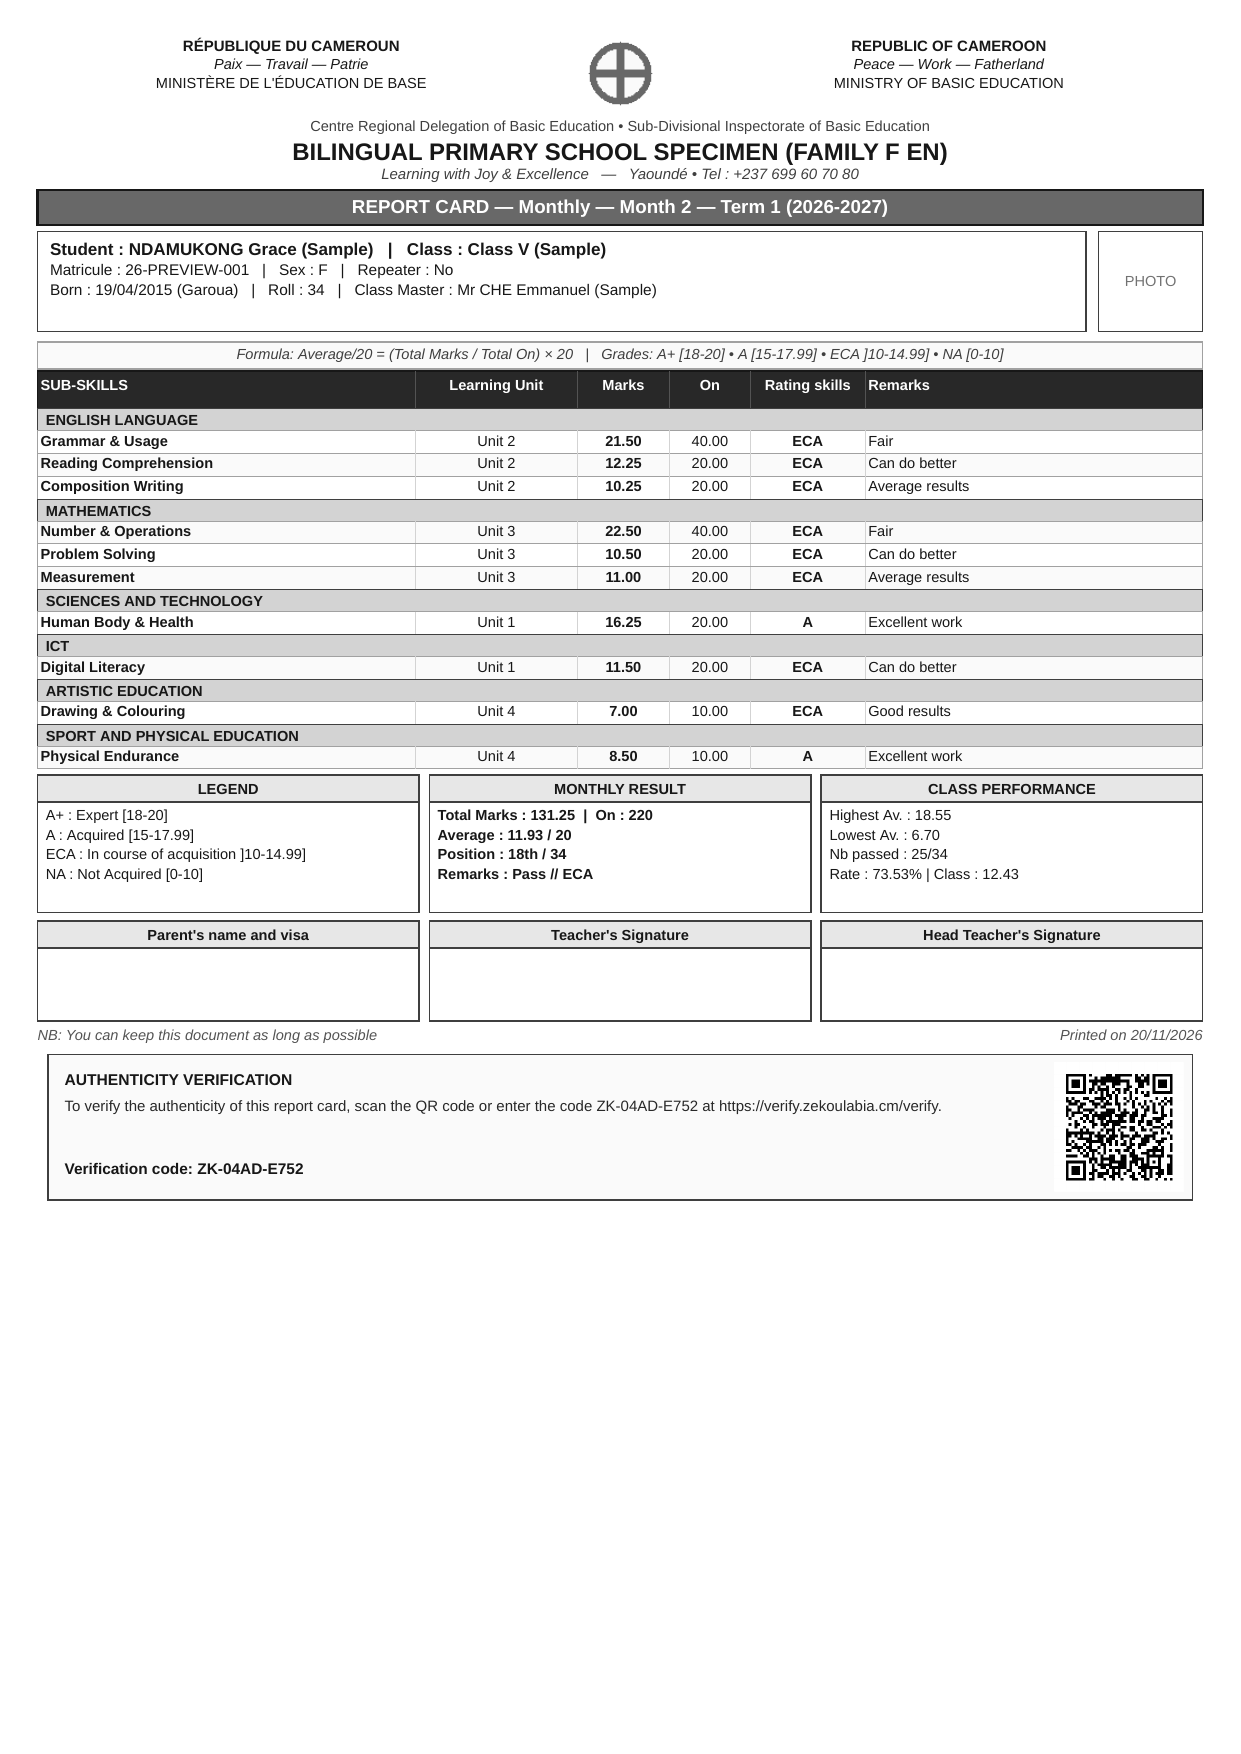 RÉPUBLIQUE DU CAMEROUN
Paix — Travail — Patrie
MINISTÈRE DE L'ÉDUCATION DE BASE
REPUBLIC OF CAMEROON
Peace — Work — Fatherland
MINISTRY OF BASIC EDUCATION
Centre Regional Delegation of Basic Education • Sub-Divisional Inspectorate of Basic Education
BILINGUAL PRIMARY SCHOOL SPECIMEN (FAMILY F EN)
Learning with Joy & Excellence — Yaoundé • Tel : +237 699 60 70 80
REPORT CARD — Monthly — Month 2 — Term 1 (2026-2027)
Student : NDAMUKONG Grace (Sample) | Class : Class V (Sample)
Matricule : 26-PREVIEW-001 | Sex : F | Repeater : No
Born : 19/04/2015 (Garoua) | Roll : 34 | Class Master : Mr CHE Emmanuel (Sample)
PHOTO
Formula: Average/20 = (Total Marks / Total On) × 20 | Grades: A+ [18-20] • A [15-17.99] • ECA ]10-14.99] • NA [0-10]
SUB-SKILLS Learning Unit Marks On Rating skills Remarks
ENGLISH LANGUAGE
Grammar & Usage Unit 2 21.50 40.00 ECA Fair
Reading Comprehension Unit 2 12.25 20.00 ECA Can do better
Composition Writing Unit 2 10.25 20.00 ECA Average results
MATHEMATICS
Number & Operations Unit 3 22.50 40.00 ECA Fair
Problem Solving Unit 3 10.50 20.00 ECA Can do better
Measurement Unit 3 11.00 20.00 ECA Average results
SCIENCES AND TECHNOLOGY
Human Body & Health Unit 1 16.25 20.00 A Excellent work
ICT
Digital Literacy Unit 1 11.50 20.00 ECA Can do better
ARTISTIC EDUCATION
Drawing & Colouring Unit 4 7.00 10.00 ECA Good results
SPORT AND PHYSICAL EDUCATION
Physical Endurance Unit 4 8.50 10.00 A Excellent work
LEGEND
A+ : Expert [18-20]
A : Acquired [15-17.99]
ECA : In course of acquisition ]10-14.99]
NA : Not Acquired [0-10]
MONTHLY RESULT
Total Marks : 131.25 | On : 220
Average : 11.93 / 20
Position : 18th / 34
Remarks : Pass // ECA
CLASS PERFORMANCE
Highest Av. : 18.55
Lowest Av. : 6.70
Nb passed : 25/34
Rate : 73.53% | Class : 12.43
Parent's name and visa
Teacher's Signature
Head Teacher's Signature
NB: You can keep this document as long as possible
Printed on 20/11/2026
AUTHENTICITY VERIFICATION
To verify the authenticity of this report card, scan the QR code or enter the code ZK-04AD-E752 at https://verify.zekoulabia.cm/verify.
Verification code: ZK-04AD-E752